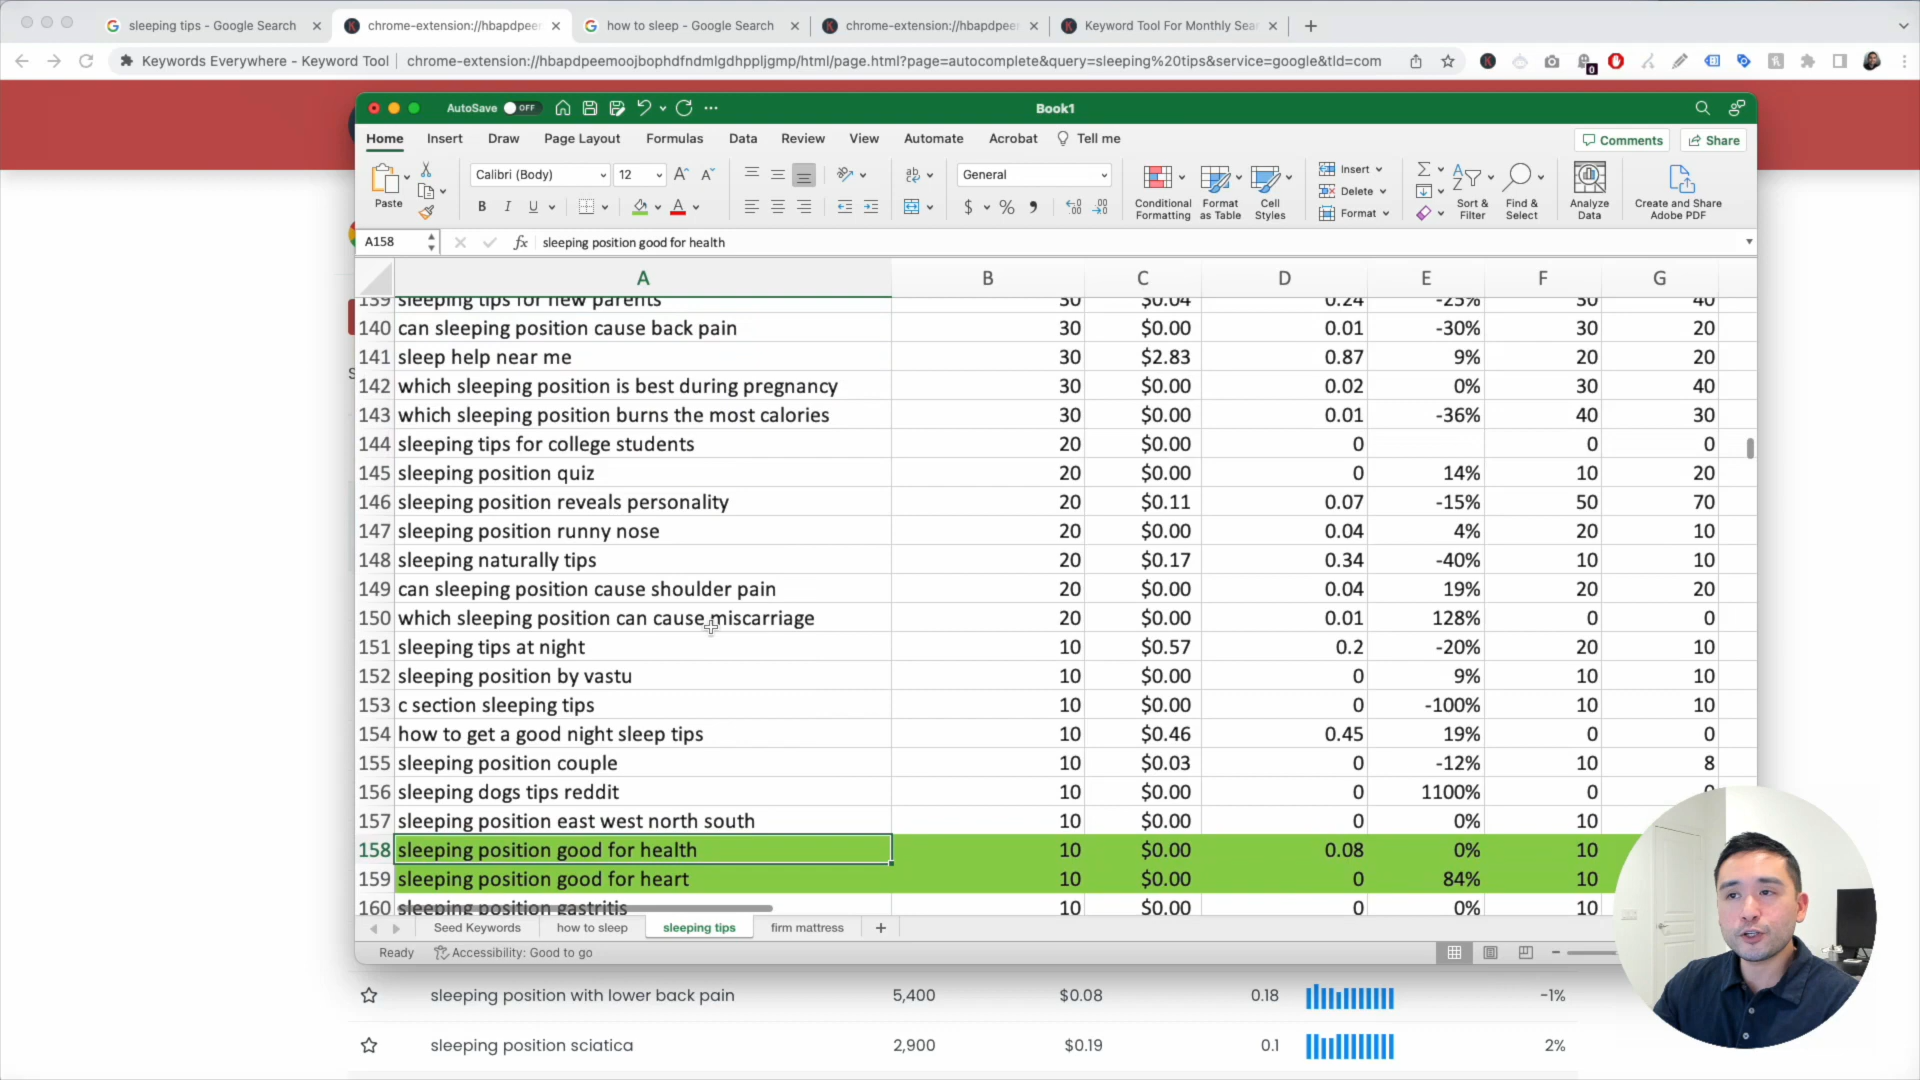 sleeping tips - Google Search
chrome-extension://hbapdpeem
how to sleep - Google Search
chrome-extension://hbapdpeem
Keyword Tool For Monthly Sear
Keywords Everywhere - Keyword Tool
chrome-extension://hbapdpeemoojbophdfndmlgdhppljgmp/html/page.html?page=autocomplete&query=sleeping%20tips&service=google&tld=com
0
AutoSave OFF
Book1
Home Insert Draw Page Layout Formulas Data Review View Automate Acrobat Tell me
Comments
Share
Paste
Calibri (Body) 12
B I U
General
$ %
Conditional Formatting
Format as Table
Cell Styles
Insert
Delete
Format
Sort & Filter
Find & Select
Analyze Data
Create and Share Adobe PDF
A158 fx sleeping position good for health
A B C D E F G
139 sleeping tips for new parents 30 $0.04 0.24 -25% 30 40
140 can sleeping position cause back pain 30 $0.00 0.01 -30% 30 20
141 sleep help near me 30 $2.83 0.87 9% 20 20
142 which sleeping position is best during pregnancy 30 $0.00 0.02 0% 30 40
143 which sleeping position burns the most calories 30 $0.00 0.01 -36% 40 30
144 sleeping tips for college students 20 $0.00 0 0 0
145 sleeping position quiz 20 $0.00 0 14% 10 20
146 sleeping position reveals personality 20 $0.11 0.07 -15% 50 70
147 sleeping position runny nose 20 $0.00 0.04 4% 20 10
148 sleeping naturally tips 20 $0.17 0.34 -40% 10 10
149 can sleeping position cause shoulder pain 20 $0.00 0.04 19% 20 20
150 which sleeping position can cause miscarriage 20 $0.00 0.01 128% 0 0
151 sleeping tips at night 10 $0.57 0.2 -20% 20 10
152 sleeping position by vastu 10 $0.00 0 9% 10 10
153 c section sleeping tips 10 $0.00 0 -100% 10 10
154 how to get a good night sleep tips 10 $0.46 0.45 19% 0 0
155 sleeping position couple 10 $0.03 0 -12% 10 8
156 sleeping dogs tips reddit 10 $0.00 0 1100% 0
157 sleeping position east west north south 10 $0.00 0 0% 10
158 sleeping position good for health 10 $0.00 0.08 0% 10
159 sleeping position good for heart 10 $0.00 0 84% 10
160 sleeping position gastritis 10 $0.00 0 0% 10
Seed Keywords how to sleep sleeping tips firm mattress
Ready Accessibility: Good to go
sleeping position with lower back pain 5,400 $0.08 0.18 -1%
sleeping position sciatica 2,900 $0.19 0.1 2%